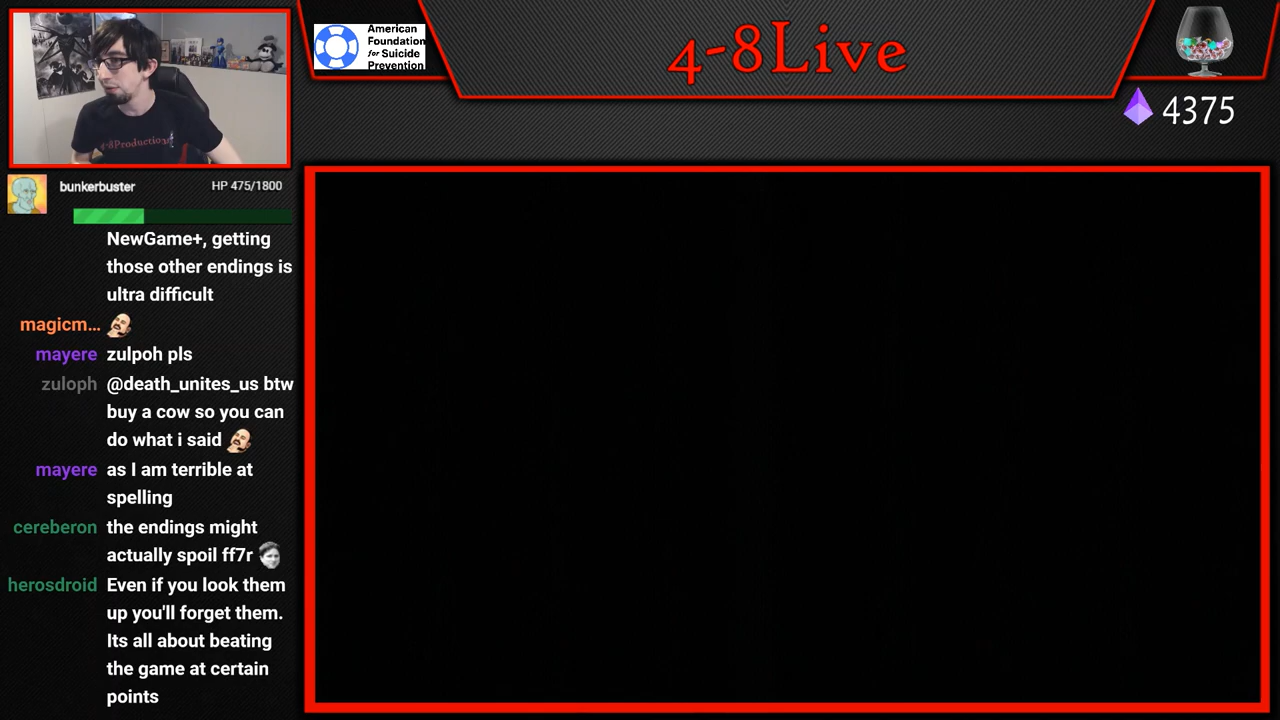 American
Foundation
for Suicide
Prevention
4-8Live
4375
4-8Productions
bunkerbuster HP 475/1800
NewGame+, getting
those other endings is
ultra difficult
magicm...
mayere zulpoh pls
zuloph @death_unites_us btw
buy a cow so you can
do what i said
mayere as I am terrible at
spelling
cereberon the endings might
actually spoil ff7r
herosdroid Even if you look them
up you'll forget them.
Its all about beating
the game at certain
points